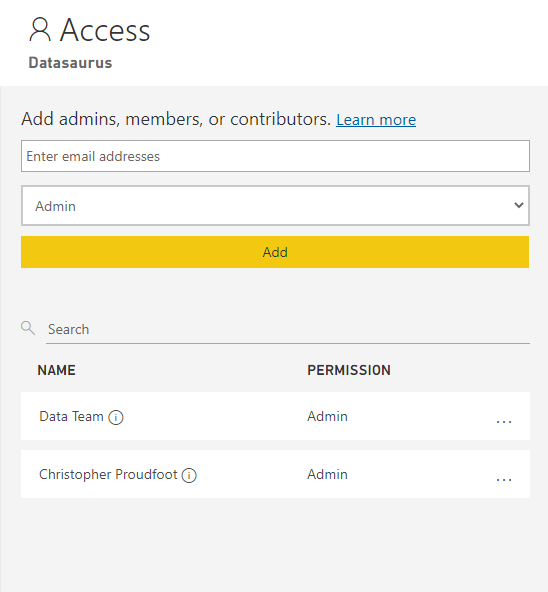 Access
Datasaurus
Add admins, members, or contributors. Learn more
Enter email addresses
Admin
Add
Search
NAME PERMISSION
Data Team Admin ...
Christopher Proudfoot Admin ...